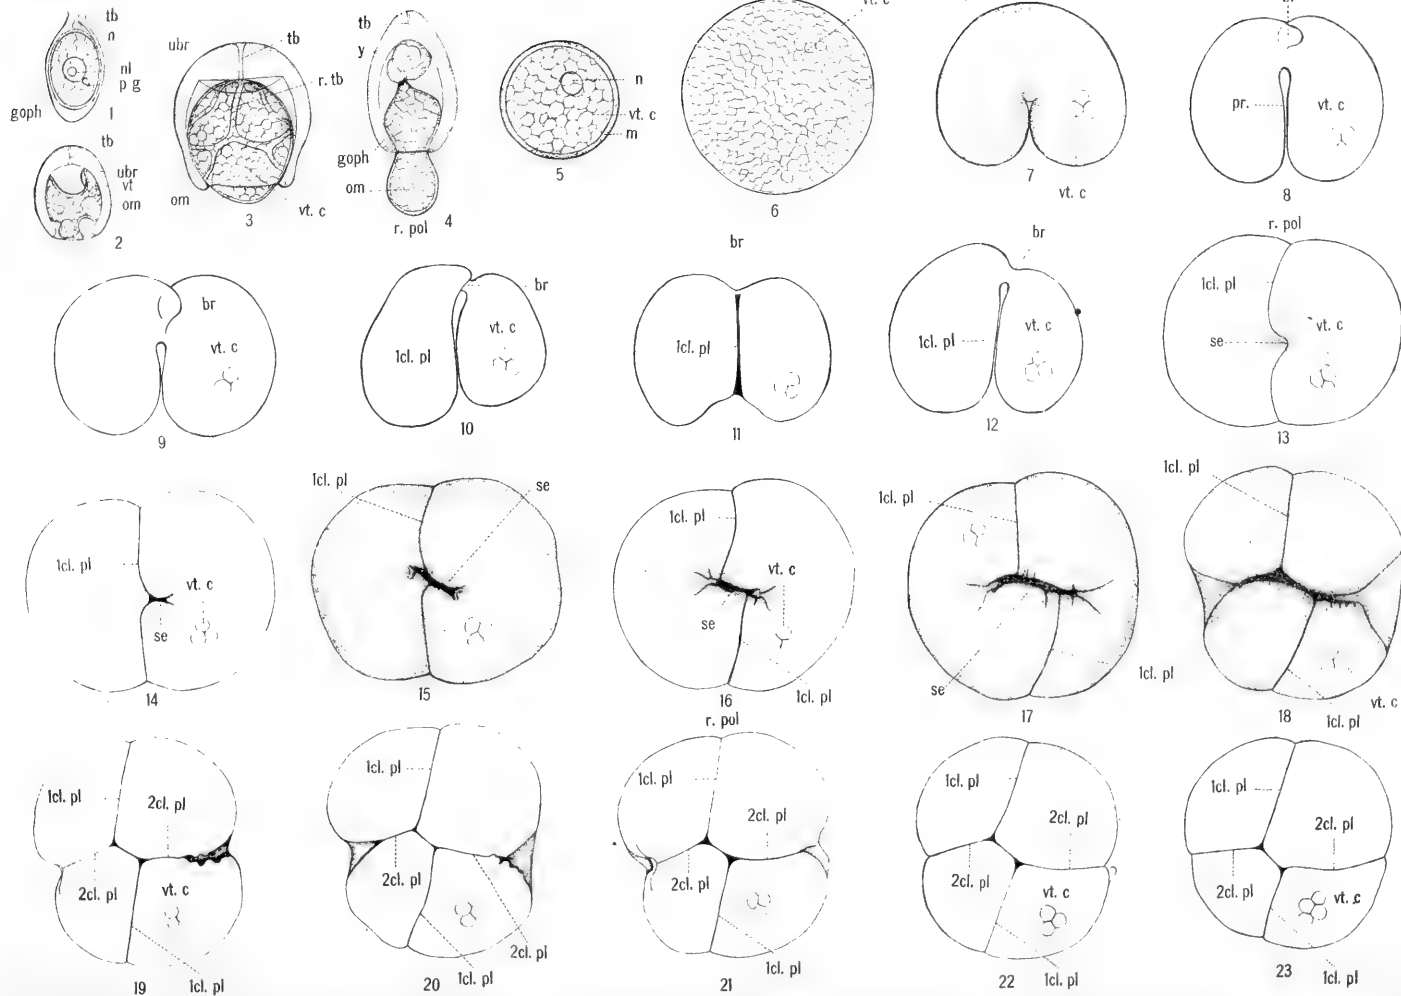 tb
n
nl
p g
goph
1
tb
ubr
vt
om
2
ubr
tb
r. tb
om
vt. c
3
tb
y
goph
om
r. pol
4
n
vt. c
m
5
vt. c
6
7
vt. c
pr.
vt. c
8
br
vt. c
9
br
vt. c
1cl. pl
10
br
1cl. pl
11
br
vt. c
1cl. pl
12
r. pol
1cl. pl
vt. c
se
13
1cl. pl
vt. c
se
14
1cl. pl
se
15
1cl. pl
vt. c
se
1cl. pl
16
1cl. pl
se
1cl. pl
17
1cl. pl
vt. c
1cl. pl
18
1cl. pl
2cl. pl
2cl. pl
vt. c
1cl. pl
19
1cl. pl
2cl. pl
2cl. pl
1cl. pl
20
r. pol
1cl. pl
2cl. pl
2cl. pl
1cl. pl
21
1cl. pl
2cl. pl
2cl. pl
vt. c
1cl. pl
22
1cl. pl
2cl. pl
2cl. pl
vt. c
1cl. pl
23